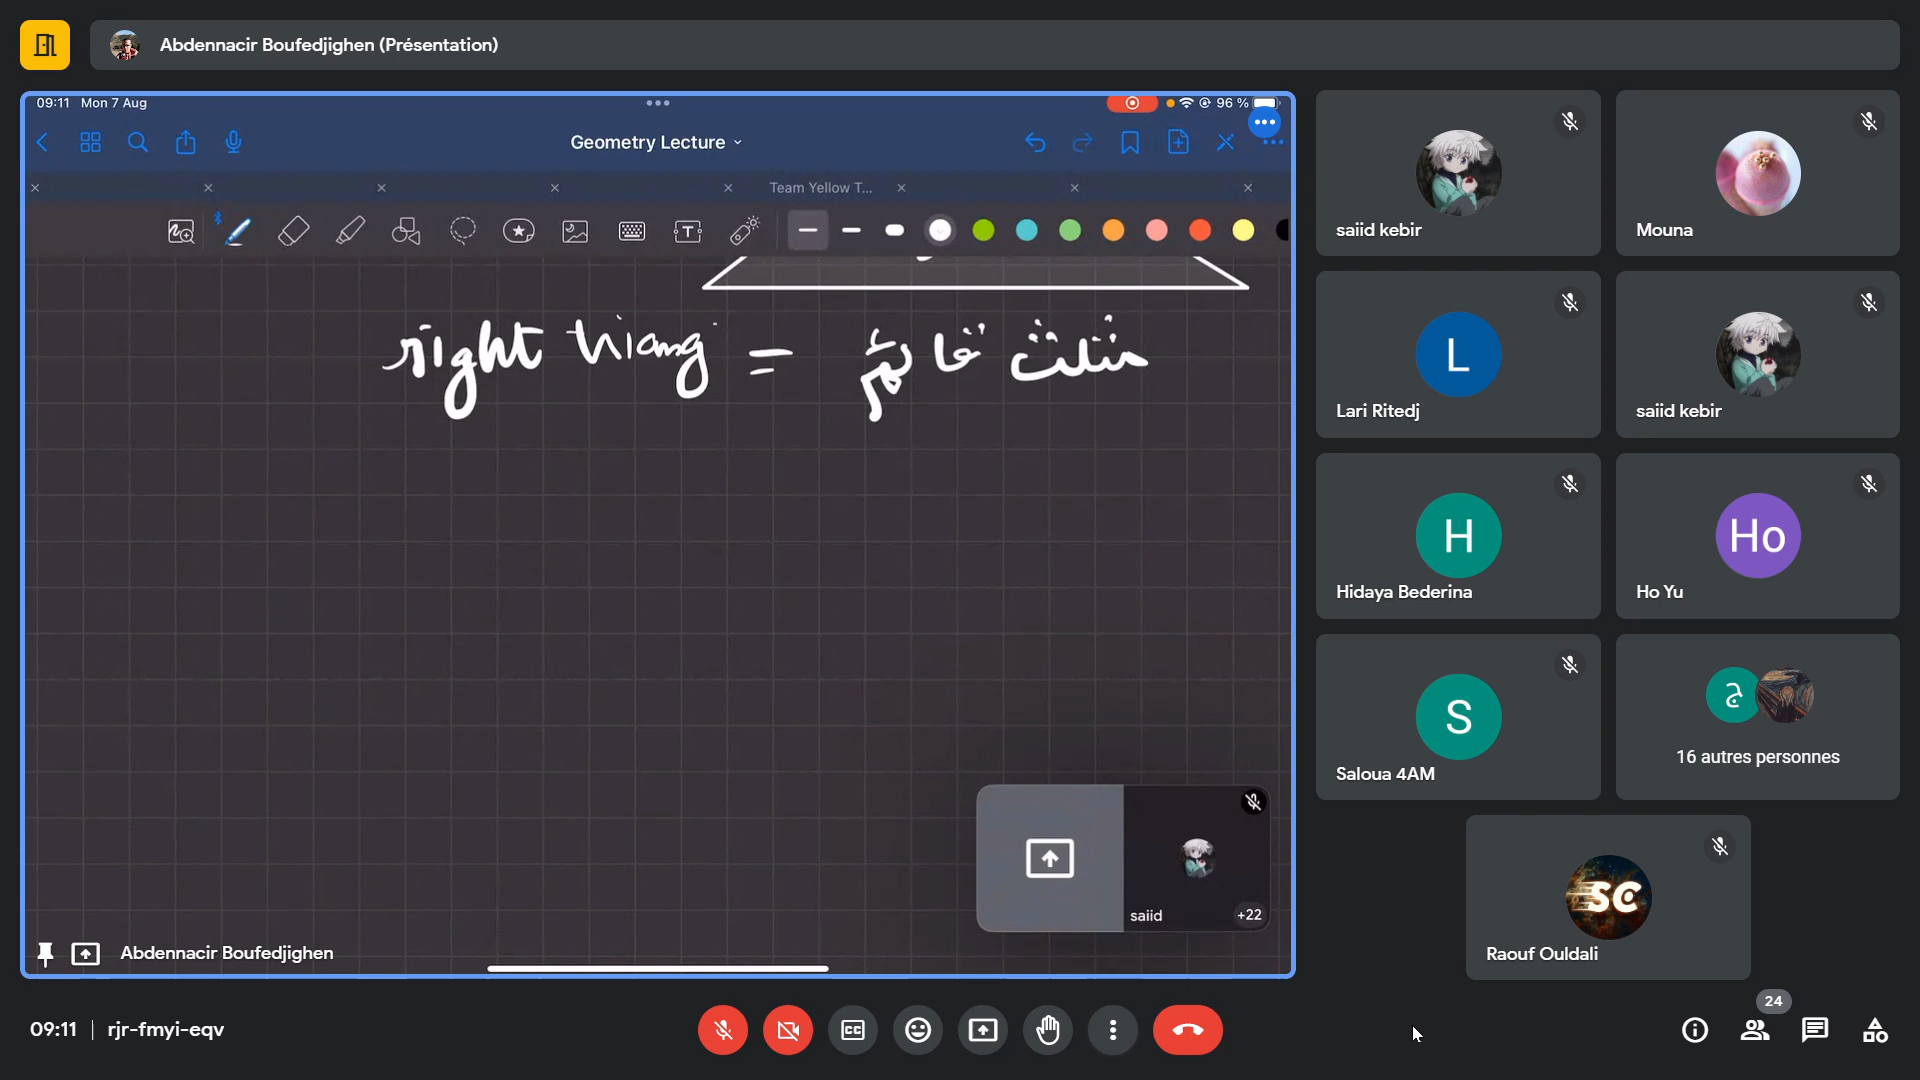 Abdennacir Boufedjighen (Présentation)
09:11 Mon 7 Aug
96 %
Geometry Lecture
Team Yellow T...
right triang = مثلث قائم
saiid
+22
Abdennacir Boufedjighen
saiid kebir
Mouna
L
Lari Ritedj
saiid kebir
H
Hidaya Bederina
Ho
Ho Yu
S
Saloua 4AM
16 autres personnes
SC
Raouf Ouldali
09:11 | rjr-fmyi-eqv
24